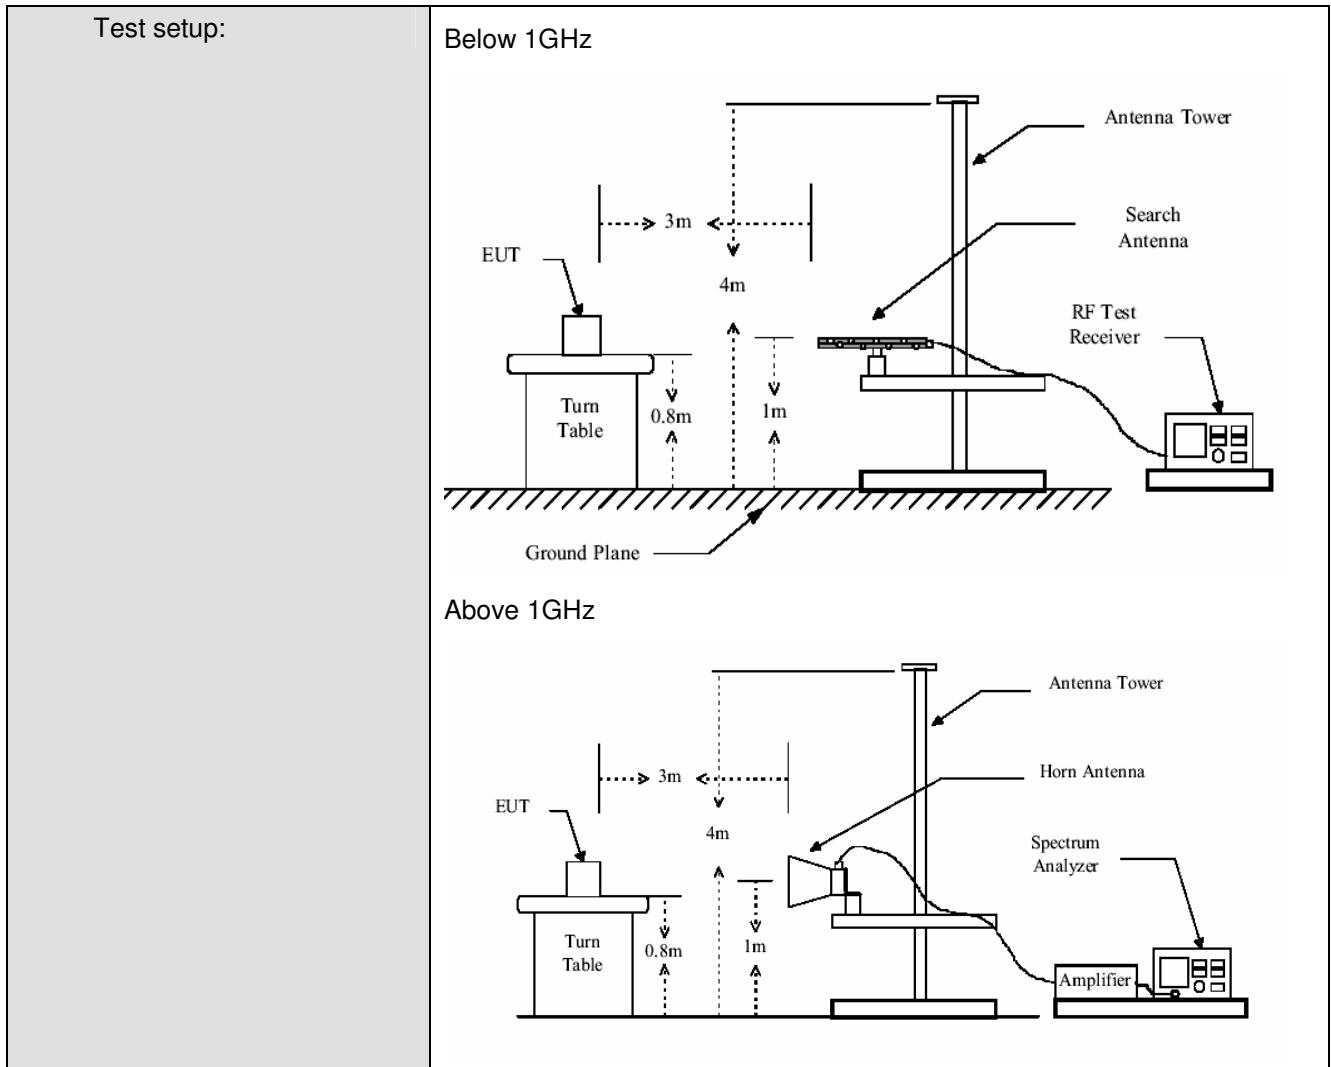 Test setup:
Below 1GHz
Antenna Tower
Search
Antenna
3m
EUT
4m
RF Test
Receiver
Turn
Table
0.8m
1m
Ground Plane
Above 1GHz
Antenna Tower
Horn Antenna
3m
EUT
4m
Spectrum
Analyzer
Turn
Table
0.8m
1m
Amplifier